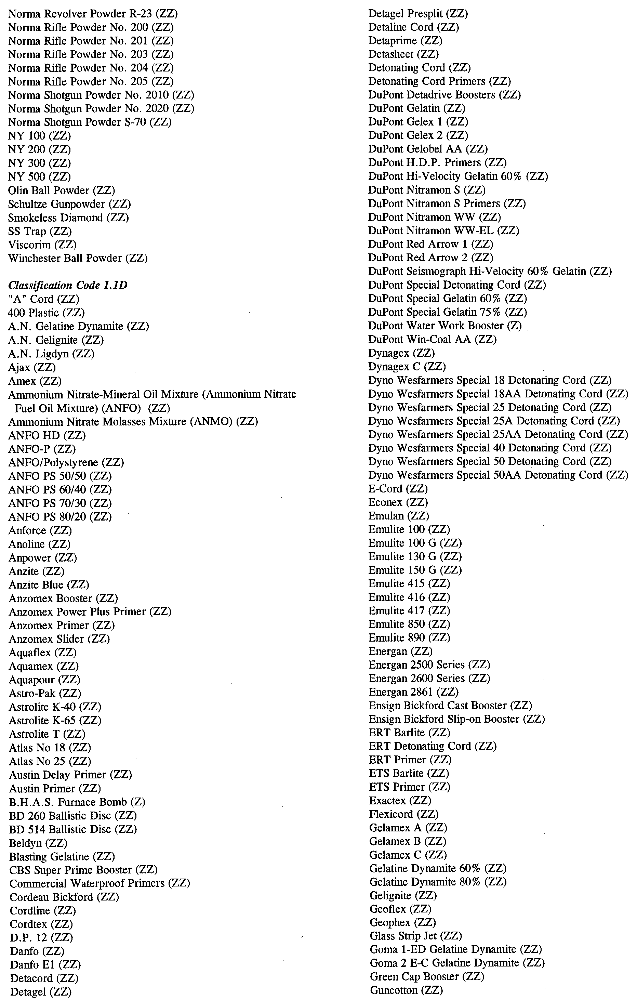 Norma Revolver Powder R-23 (ZZ)
Norma Rifle Powder No. 200 (ZZ)
Norma Rifle Powder No. 201 (ZZ)
Norma Rifle Powder No. 203 (ZZ)
Norma Rifle Powder No. 204 (ZZ)
Norma Rifle Powder No. 205 (ZZ)
Norma Shotgun Powder No. 2010 (ZZ)
Norma Shotgun Powder No. 2020 (ZZ)
Norma Shotgun Powder S-70 (ZZ)
NY 100 (ZZ)
NY 200 (ZZ)
NY 300 (ZZ)
NY 500 (ZZ)
Olin Ball Powder (ZZ)
Schultze Gunpowder (ZZ)
Smokeless Diamond (ZZ)
SS Trap (ZZ)
Viscorim (ZZ)
Winchester Ball Powder (ZZ)
Classification Code 1.1D
"A" Cord (ZZ)
400 Plastic (ZZ)
A.N. Gelatine Dynamite (ZZ)
A.N. Gelignite (ZZ)
A.N. Ligdyn (ZZ)
Ajax (ZZ)
Amex (ZZ)
Ammonium Nitrate-Mineral Oil Mixture (Ammonium Nitrate
Fuel Oil Mixture) (ANFO) (ZZ)
Ammonium Nitrate Molasses Mixture (ANMO) (ZZ)
ANFO HD (ZZ)
ANFO-P (ZZ)
ANFO/Polystyrene (ZZ)
ANFO PS 50/50 (ZZ)
ANFO PS 60/40 (ZZ)
ANFO PS 70/30 (ZZ)
ANFO PS 80/20 (ZZ)
Anforce (ZZ)
Anoline (ZZ)
Anpower (ZZ)
Anzite (ZZ)
Anzite Blue (ZZ)
Anzomex Booster (ZZ)
Anzomex Power Plus Primer (ZZ)
Anzomex Primer (ZZ)
Anzomex Slider (ZZ)
Aquaflex (ZZ)
Aquamex (ZZ)
Aquapour (ZZ)
Astro-Pak (ZZ)
Astrolite K-40 (ZZ)
Astrolite K-65 (ZZ)
Astrolite T (ZZ)
Atlas No 18 (ZZ)
Atlas No 25 (ZZ)
Austin Delay Primer (ZZ)
Austin Primer (ZZ)
B.H.A.S. Furnace Bomb (Z)
BD 260 Ballistic Disc (ZZ)
BD 514 Ballistic Disc (ZZ)
Beldyn (ZZ)
Blasting Gelatine (ZZ)
CBS Super Prime Booster (ZZ)
Commercial Waterproof Primers (ZZ)
Cordeau Bickford (ZZ)
Cordline (ZZ)
Cordtex (ZZ)
D.P. 12 (ZZ)
Danfo (ZZ)
Danfo E1 (ZZ)
Detacord (ZZ)
Detagel (ZZ)
Detagel Presplit (ZZ)
Detaline Cord (ZZ)
Detaprime (ZZ)
Detasheet (ZZ)
Detonating Cord (ZZ)
Detonating Cord Primers (ZZ)
DuPont Detadrive Boosters (ZZ)
DuPont Gelatin (ZZ)
DuPont Gelex 1 (ZZ)
DuPont Gelex 2 (ZZ)
DuPont Gelobel AA (ZZ)
DuPont H.D.P. Primers (ZZ)
DuPont Hi-Velocity Gelatin 60% (ZZ)
DuPont Nitramon S (ZZ)
DuPont Nitramon S Primers (ZZ)
DuPont Nitramon WW (ZZ)
DuPont Nitramon WW-EL (ZZ)
DuPont Red Arrow 1 (ZZ)
DuPont Red Arrow 2 (ZZ)
DuPont Seismograph Hi-Velocity 60% Gelatin (ZZ)
DuPont Special Detonating Cord (ZZ)
DuPont Special Gelatin 60% (ZZ)
DuPont Special Gelatin 75% (ZZ)
DuPont Water Work Booster (Z)
DuPont Win-Coal AA (ZZ)
Dynagex (ZZ)
Dynagex C (ZZ)
Dyno Wesfarmers Special 18 Detonating Cord (ZZ)
Dyno Wesfarmers Special 18AA Detonating Cord (ZZ)
Dyno Wesfarmers Special 25 Detonating Cord (ZZ)
Dyno Wesfarmers Special 25A Detonating Cord (ZZ)
Dyno Wesfarmers Special 25AA Detonating Cord (ZZ)
Dyno Wesfarmers Special 40 Detonating Cord (ZZ)
Dyno Wesfarmers Special 50 Detonating Cord (ZZ)
Dyno Wesfarmers Special 50AA Detonating Cord (ZZ)
E-Cord (ZZ)
Econex (ZZ)
Emulan (ZZ)
Emulite 100 (ZZ)
Emulite 100 G (ZZ)
Emulite 130 G (ZZ)
Emulite 150 G (ZZ)
Emulite 415 (ZZ)
Emulite 416 (ZZ)
Emulite 417 (ZZ)
Emulite 850 (ZZ)
Emulite 890 (ZZ)
Energan (ZZ)
Energan 2500 Series (ZZ)
Energan 2600 Series (ZZ)
Energan 2861 (ZZ)
Ensign Bickford Cast Booster (ZZ)
Ensign Bickford Slip-on Booster (ZZ)
ERT Barlite (ZZ)
ERT Detonating Cord (ZZ)
ERT Primer (ZZ)
ETS Barlite (ZZ)
ETS Primer (ZZ)
Exactex (ZZ)
Flexicord (ZZ)
Gelamex A (ZZ)
Gelamex B (ZZ)
Gelamex C (ZZ)
Gelatine Dynamite 60% (ZZ)
Gelatine Dynamite 80% (ZZ)
Gelignite (ZZ)
Geoflex (ZZ)
Geophex (ZZ)
Glass Strip Jet (ZZ)
Goma 1-ED Gelatine Dynamite (ZZ)
Goma 2 E-C Gelatine Dynamite (ZZ)
Green Cap Booster (ZZ)
Guncotton (ZZ)